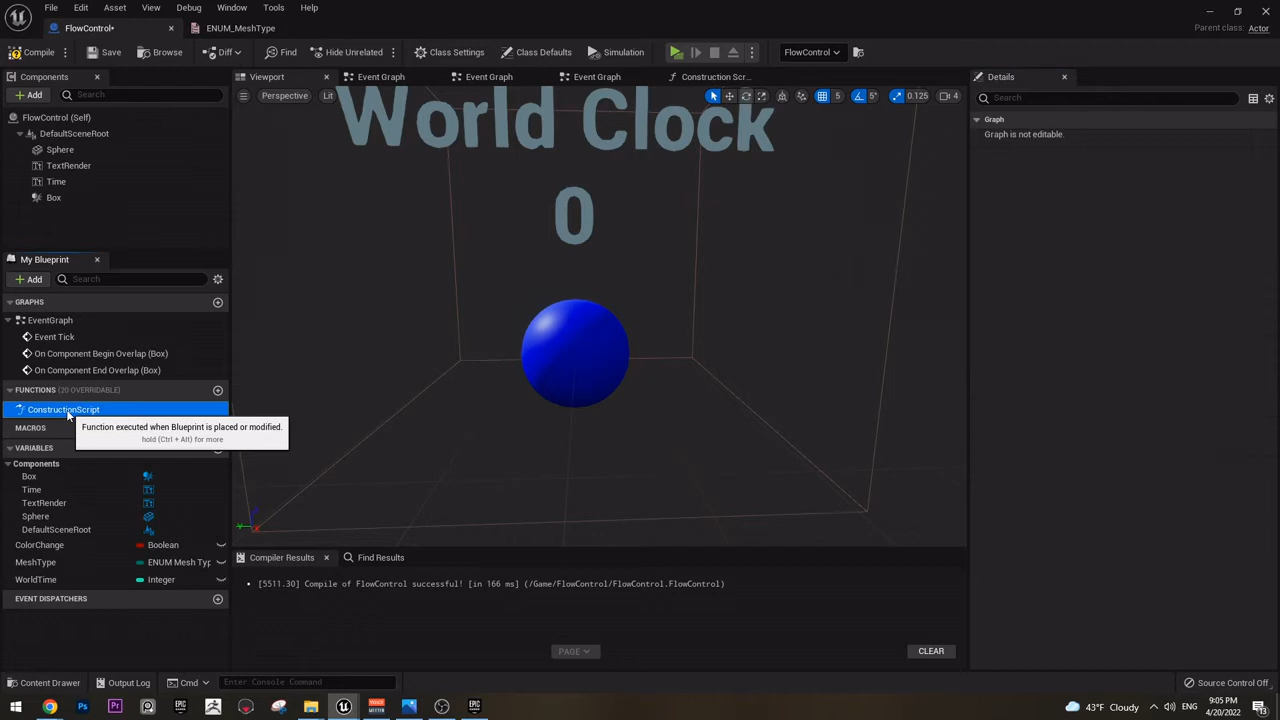 File Edit Asset View Debug Window Tools Help
FlowControl* ENUM_MeshType Parent class: Actor
Compile Save Browse Diff Find Hide Unrelated Class Settings Class Defaults Simulation FlowControl
Components Viewport Event Graph Event Graph Event Graph Construction Scr... Details
Add Search Perspective Lit 5 5° 0.125 4 Search
FlowControl (Self)
DefaultSceneRoot
Sphere
TextRender
Time
Box
Graph
Graph is not editable.
World Clock
0
My Blueprint
Add Search
GRAPHS
EventGraph
Event Tick
On Component Begin Overlap (Box)
On Component End Overlap (Box)
FUNCTIONS (20 OVERRIDABLE)
ConstructionScript
Function executed when Blueprint is placed or modified.
hold (Ctrl + Alt) for more
MACROS
VARIABLES
Components
Box
Time
TextRender
Sphere
DefaultSceneRoot
ColorChange Boolean
MeshType ENUM Mesh Typ
WorldTime Integer
EVENT DISPATCHERS
Compiler Results Find Results
[5511.30] Compile of FlowControl successful! [in 166 ms] (/Game/FlowControl/FlowControl.FlowControl)
PAGE CLEAR
Content Drawer Output Log Cmd Enter Console Command Source Control Off
43°F Cloudy 9:05 PM
4/20/2022